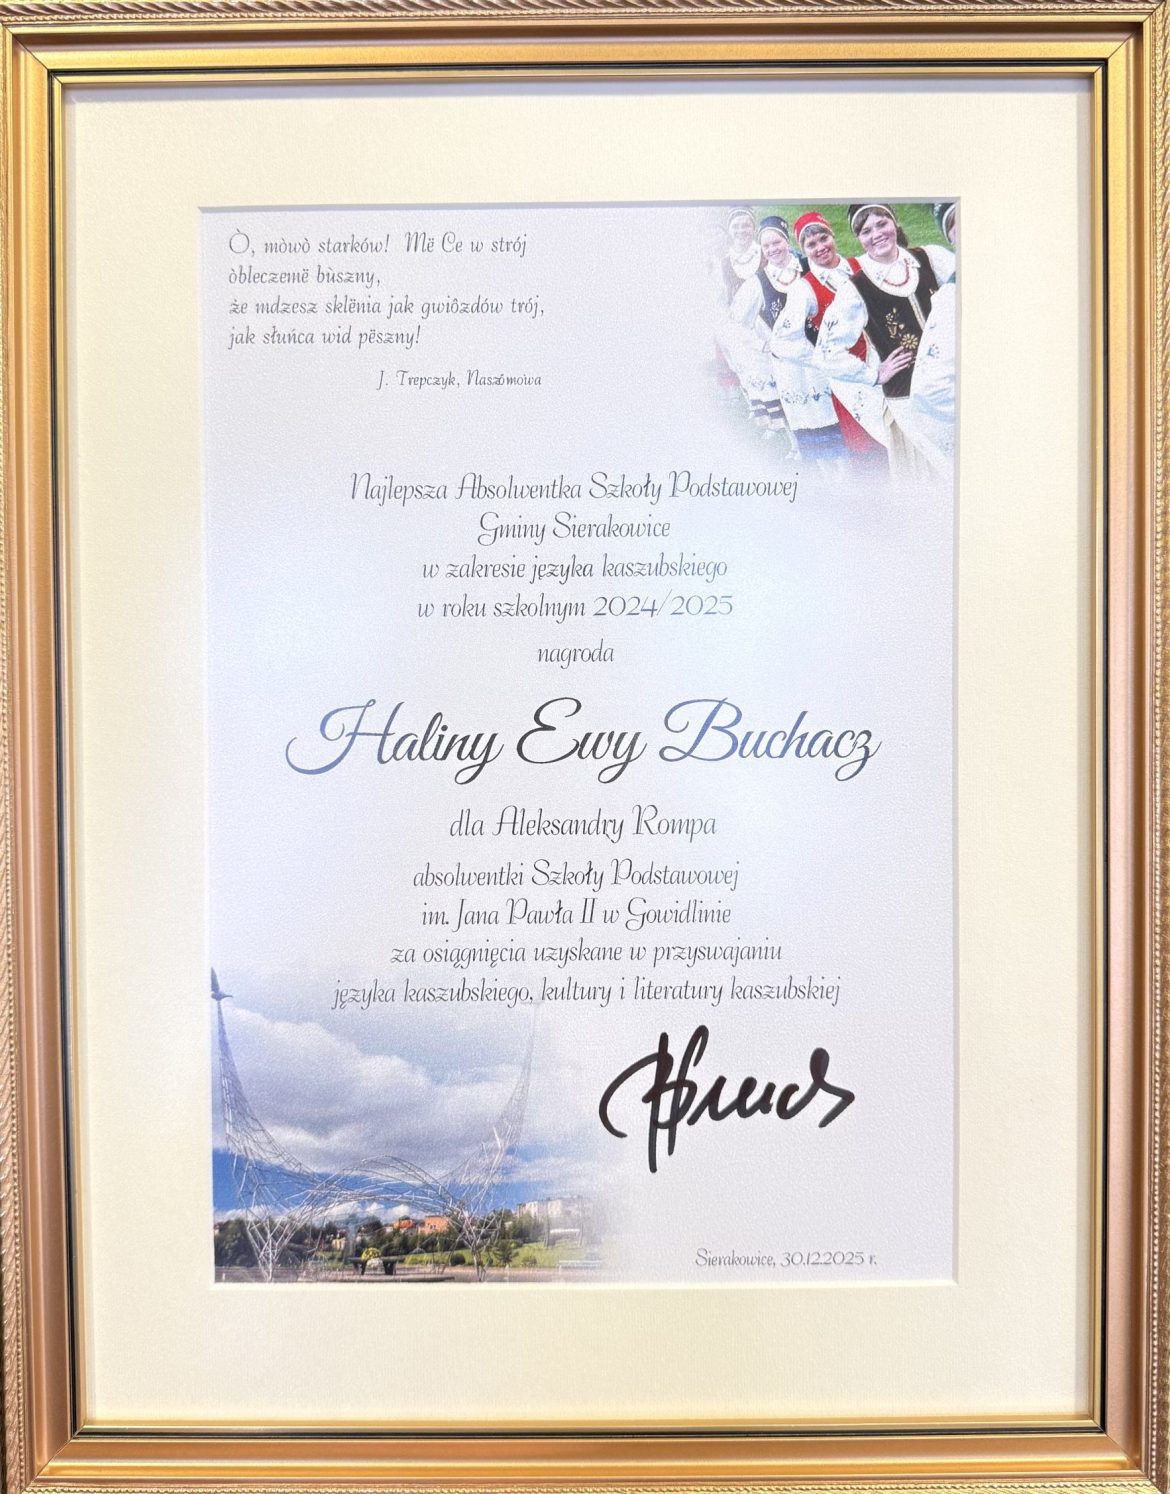 Ò, mòwò starków! Më Ce w strój
òbleczemë bùszny,
że mdzesz sklënia jak gwiôzdów trój,
jak słuńca wid pëszny!
J. Trepczyk, Naszô mòwa
Najlepsza Absolwentka Szkoły Podstawowej
Gminy Sierakowice
w zakresie języka kaszubskiego
w roku szkolnym 2024/2025
nagroda
Haliny Ewy Buchacz
dla Aleksandry Rompa
absolwentki Szkoły Podstawowej
im. Jana Pawła II w Gowidlinie
za osiągnięcia uzyskane w przyswajaniu
języka kaszubskiego, kultury i literatury kaszubskiej
Sierakowice, 30.12.2025 r.